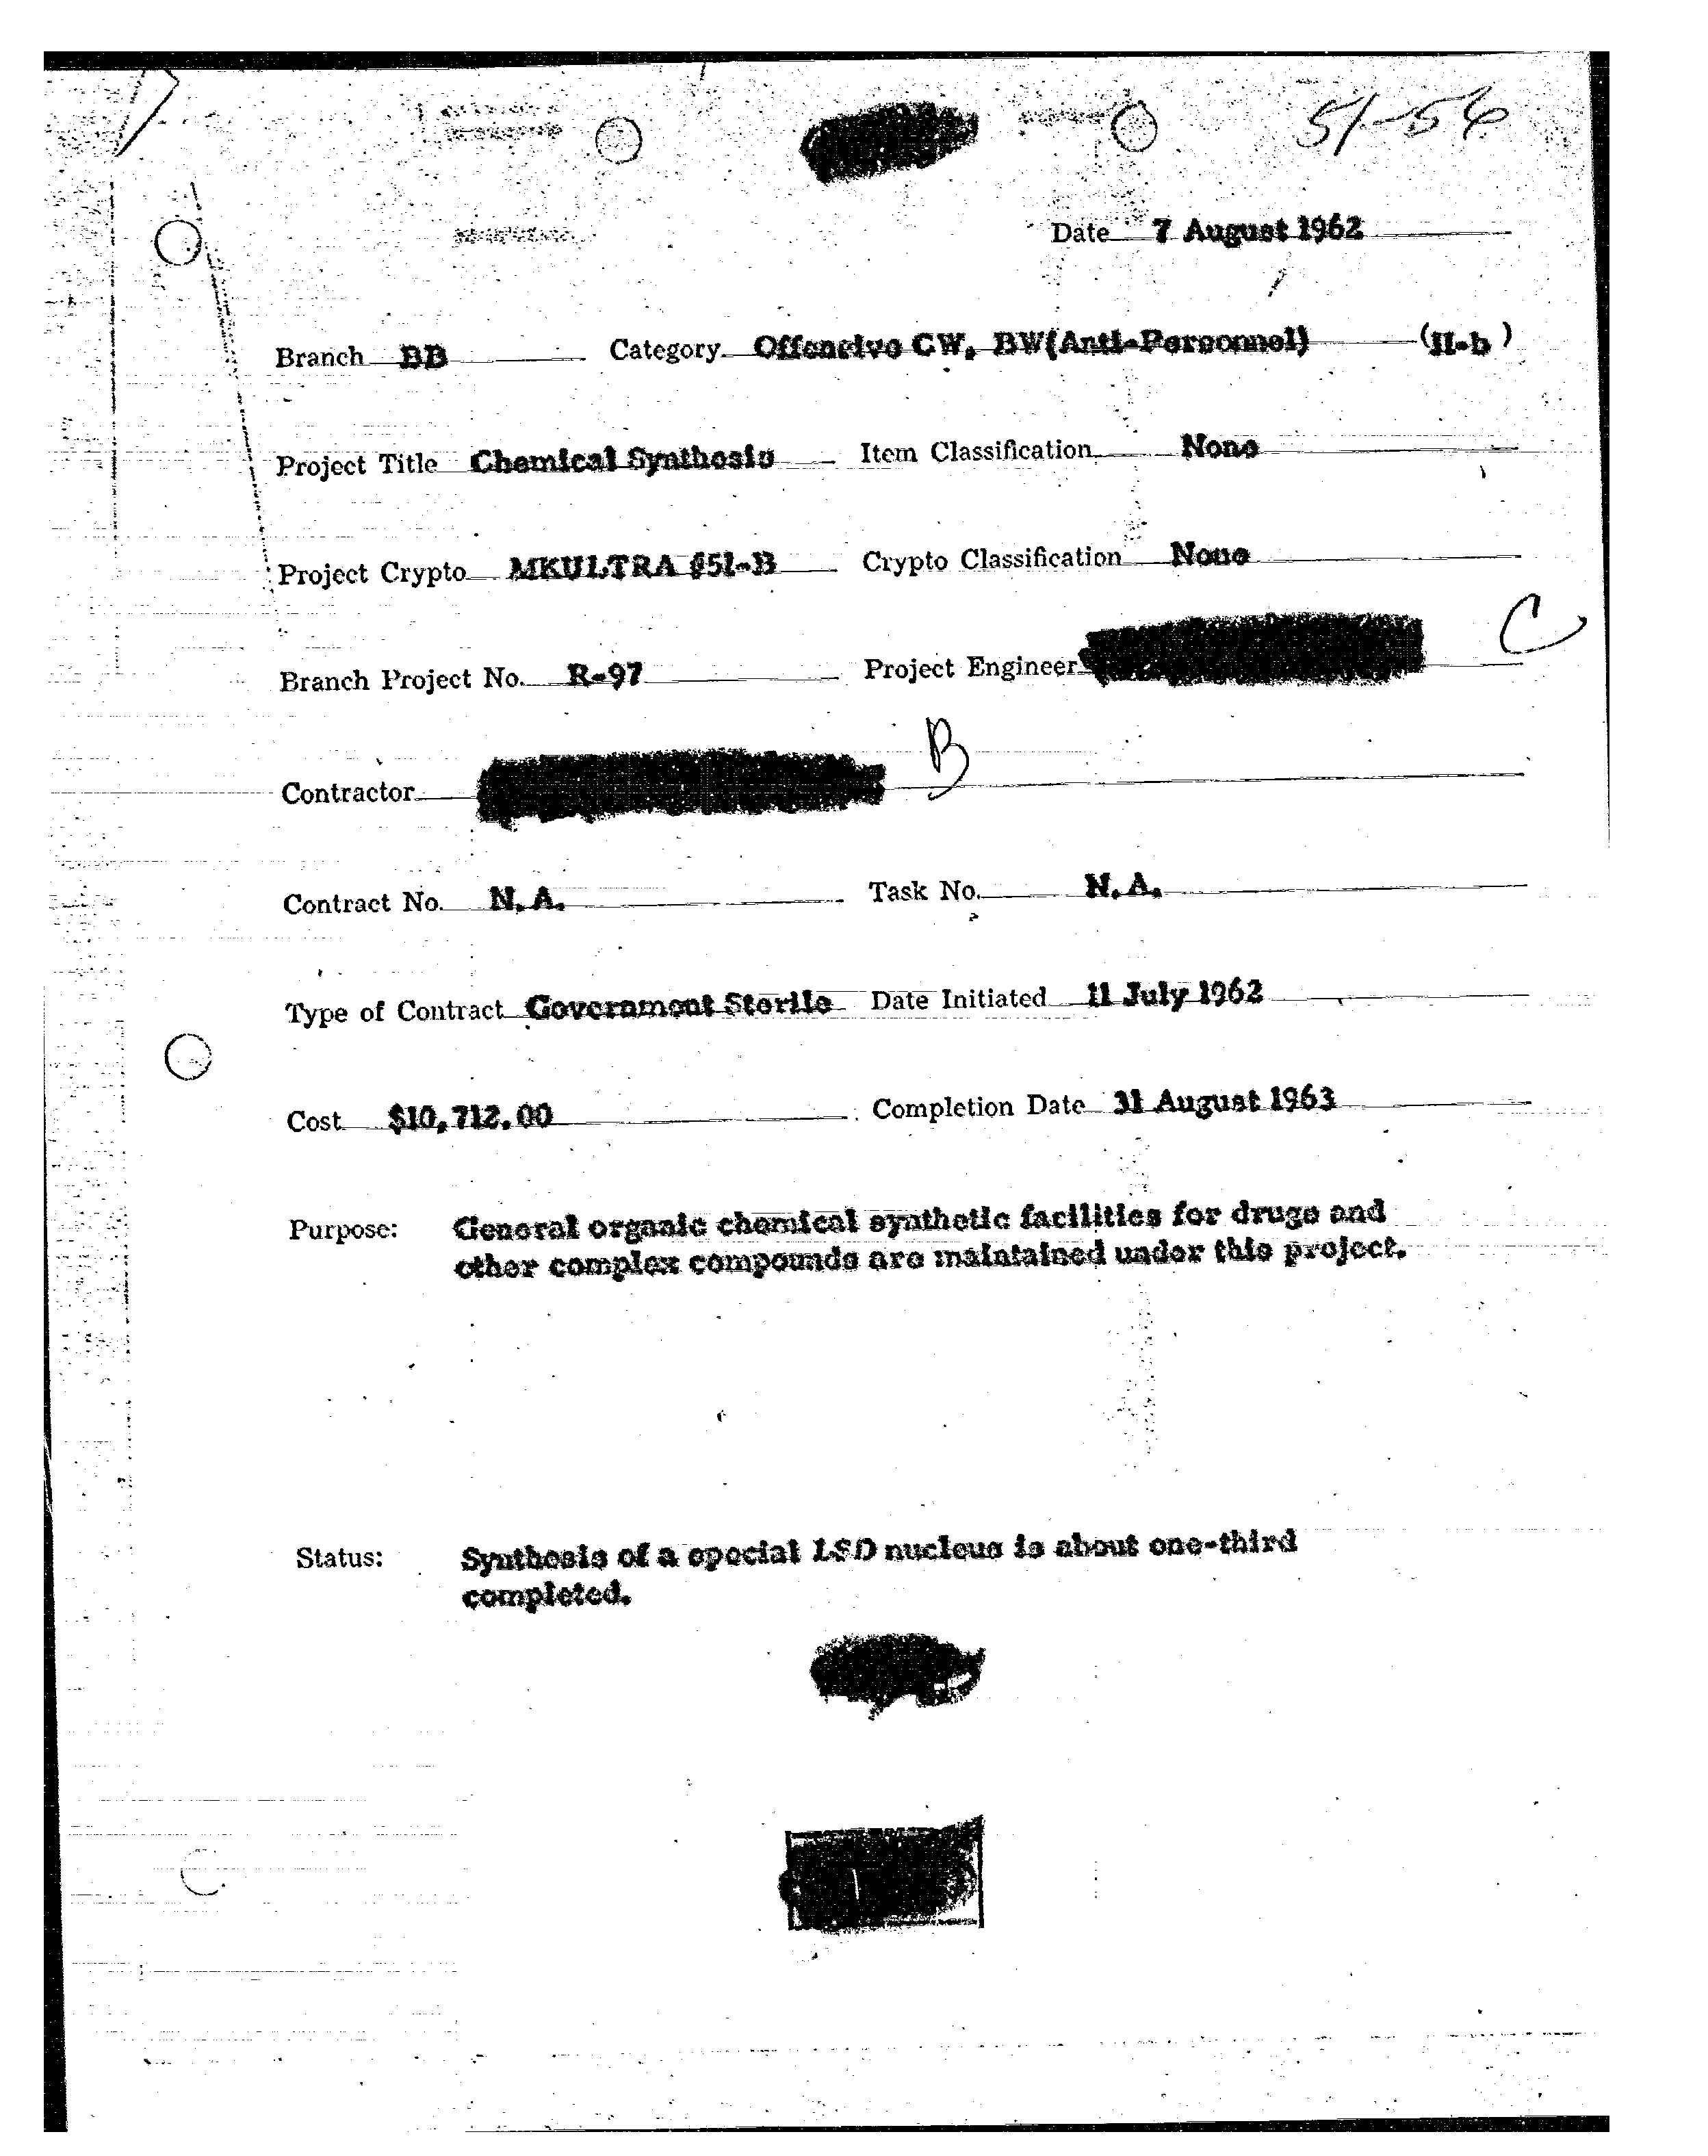 51-56
Date 7 August 1962
Branch BB Category Offensive CW, BW(Anti-Personnel) (II-b)
Project Title Chemical Synthesis Item Classification None
Project Crypto MKULTRA #51-B Crypto Classification None
C
Branch Project No. R-97 Project Engineer
B
Contractor
Contract No. N.A. Task No. N.A.
Type of Contract Government Sterile Date Initiated 11 July 1962
Cost $10,712.00 Completion Date 31 August 1963
Purpose: General organic chemical synthetic facilities for drugs and
other complex compounds are maintained under this project.
Status: Synthesis of a special LSD nucleus is about one-third
completed.